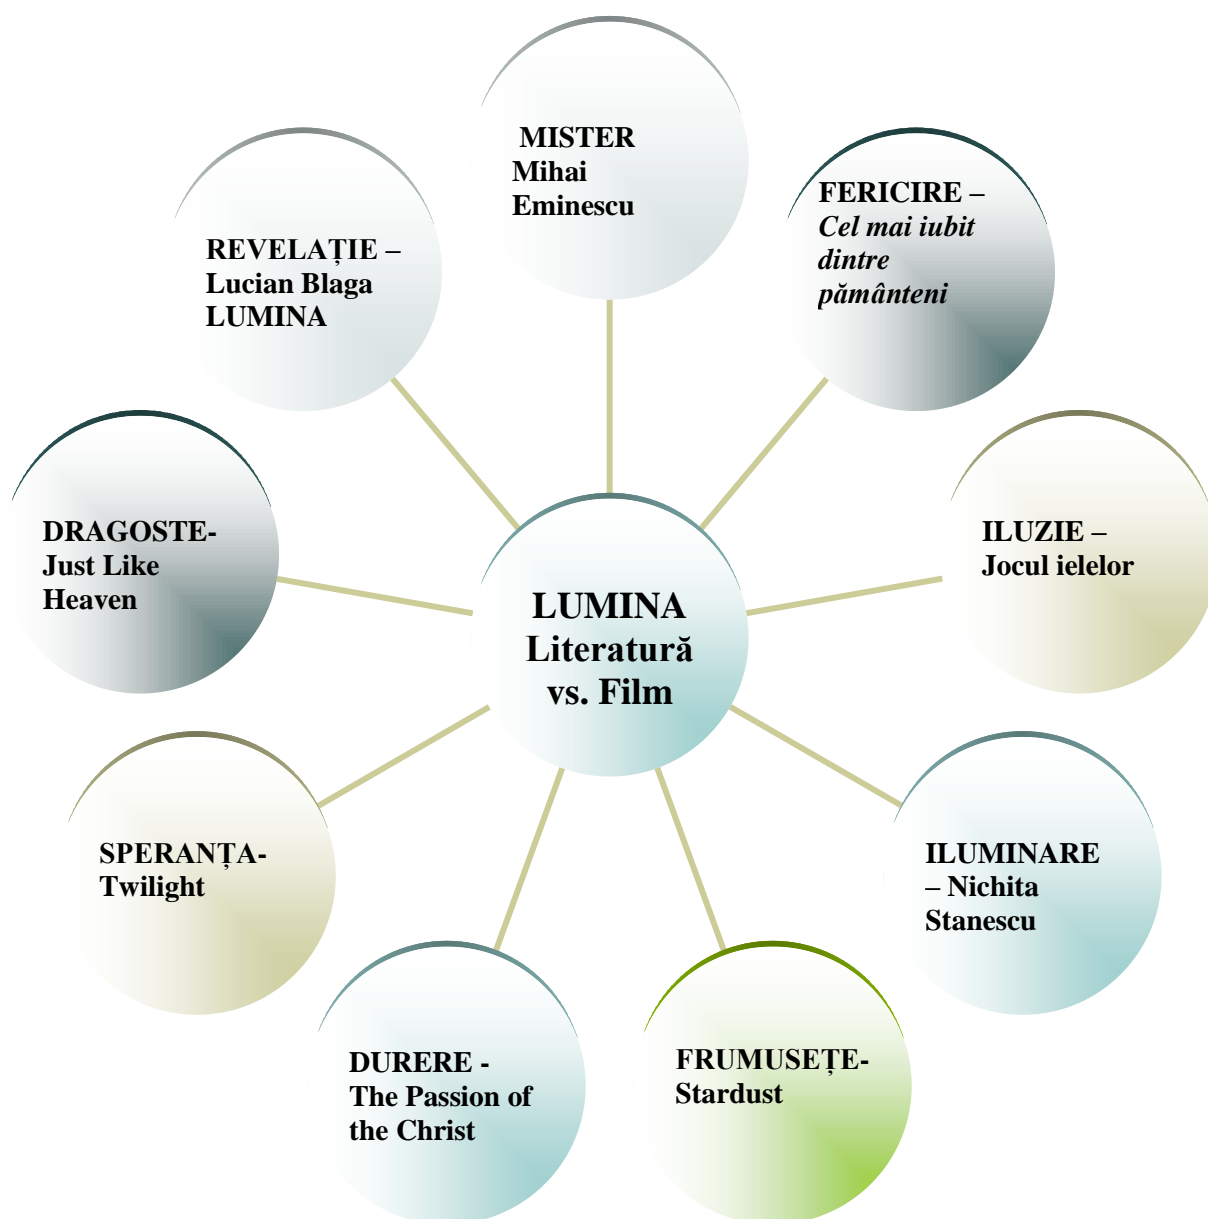 MISTER
Mihai
Eminescu
FERICIRE –
Cel mai iubit
dintre
pământeni
ILUZIE –
Jocul ielelor
ILUMINARE
– Nichita
Stanescu
FRUMUSEȚE-
Stardust
DURERE -
The Passion of
the Christ
SPERANȚA-
Twilight
DRAGOSTE-
Just Like
Heaven
REVELAȚIE –
Lucian Blaga
LUMINA
LUMINA
Literatură
vs. Film